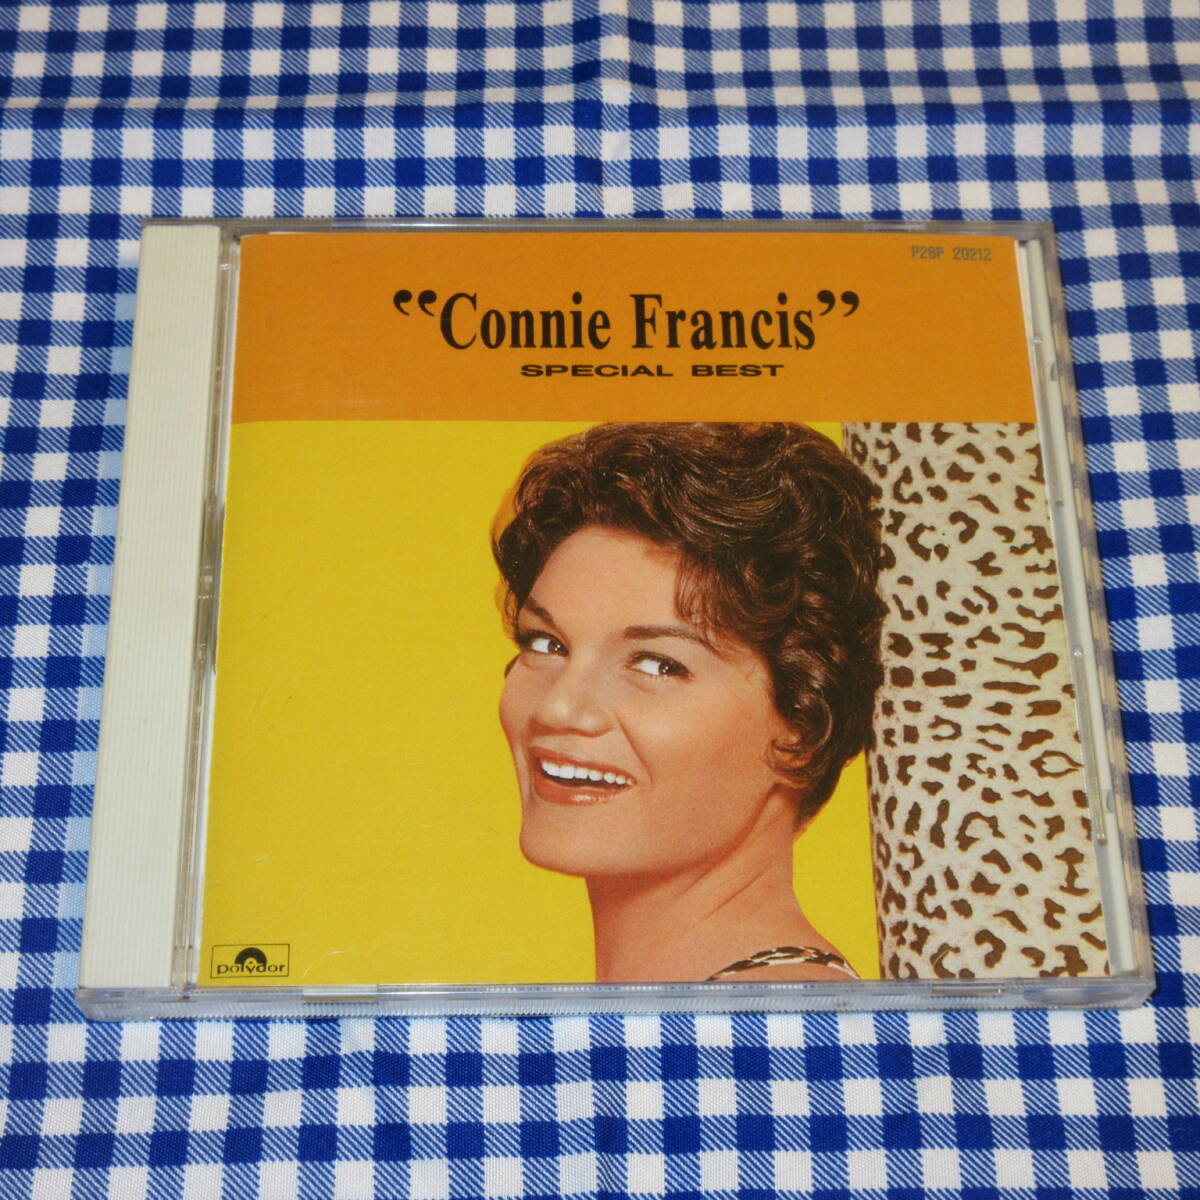 P28P 20212
“Connie Francis”
SPECIAL BEST
polydor